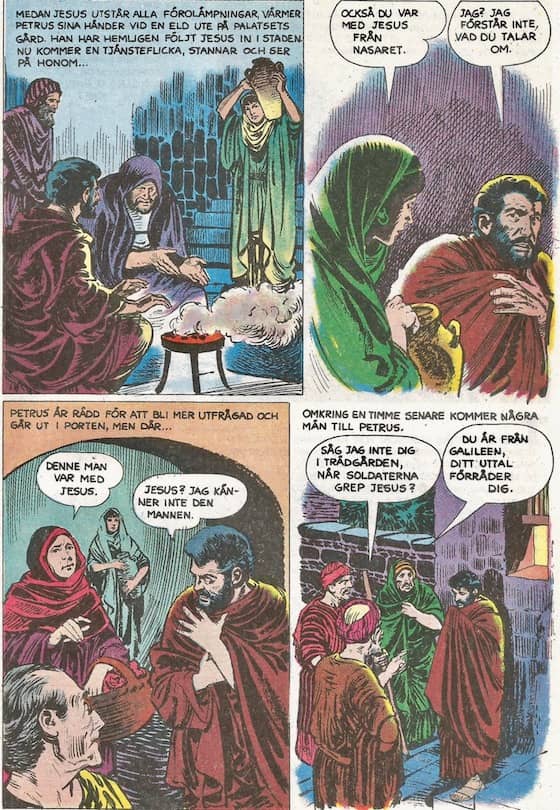 MEDAN JESUS UTSTÅR ALLA FÖROLÄMPNINGAR, VÄRMER
PETRUS SINA HÄNDER VID EN ELD UTE PÅ PALATSETS
GÅRD. HAN HAR HEMLIGEN FÖLJT JESUS IN I STADEN
NU KOMMER EN TJÄNSTEFLICKA, STANNAR OCH SER
PÅ HONOM...
OCKSÅ DU VAR
MED JESUS
FRÅN
NASARET.
JAG? JAG
FÖRSTÅR INTE,
VAD DU TALAR
OM.
PETRUS ÄR RÄDD FÖR ATT BLI MER UTFRÅGAD OCH
GÅR UT I PORTEN, MEN DÄR...
DENNE MAN
VAR MED
JESUS.
JESUS? JAG KÄN-
NER INTE DEN
MANNEN.
OMKRING EN TIMME SENARE KOMMER NÅGRA
MÄN TILL PETRUS.
SÅG JAG INTE DIG
I TRÄDGÅRDEN,
NÄR SOLDATERNA
GREP JESUS?
DU ÄR FRÅN
GALILEEN,
DITT UTTAL
FÖRRÅDER
DIG.